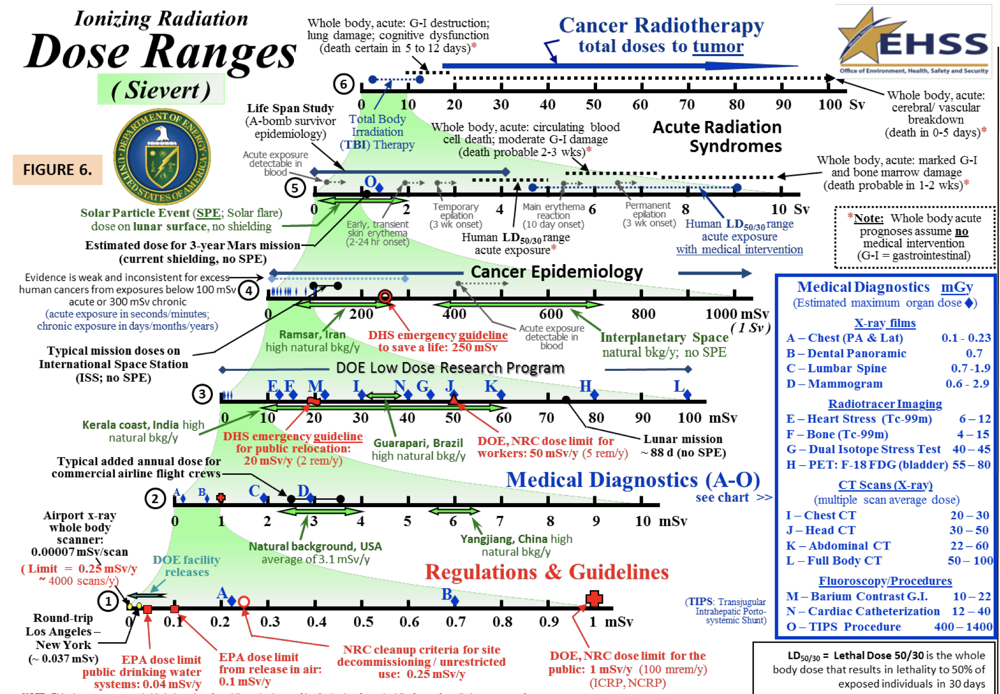 Ionizing Radiation
Dose Ranges
( Sievert )
DEPARTMENT OF ENERGY
UNITED STATES OF AMERICA
FIGURE 6.
EHSS
Office of Environment, Health, Safety and Security
Whole body, acute: G-I destruction;
lung damage; cognitive dysfunction
(death certain in 5 to 12 days)*
Cancer Radiotherapy
total doses to tumor
6
0 10 20 30 40 50 60 70 80 90 100 Sv
Whole body, acute:
cerebral/ vascular
breakdown
(death in 0-5 days)*
Life Span Study
(A-bomb survivor
epidemiology)
Total Body
Irradiation
(TBI) Therapy
Whole body, acute: circulating blood
cell death; moderate G-I damage
(death probable 2-3 wks)*
Acute Radiation
Syndromes
Acute exposure
detectable in
blood
Whole body, acute: marked G-I
and bone marrow damage
(death probable in 1-2 wks)*
5
O
0 2 4 6 8 10 Sv
Solar Particle Event (SPE; Solar flare)
dose on lunar surface, no shielding
Early, transient
skin erythema
(2-24 hr onset)
Temporary
epilation
(3 wk onset)
Human LD50/30 range
acute exposure*
Main erythema
reaction
(10 day onset)
Permanent
epilation
(3 wk onset)
Human LD50/30 range
acute exposure
with medical intervention
*Note: Whole body acute
prognoses assume no
medical intervention
(G-I = gastrointestinal)
Estimated dose for 3-year Mars mission
(current shielding, no SPE)
Cancer Epidemiology
Evidence is weak and inconsistent for excess
human cancers from exposures below 100 mSv
acute or 300 mSv chronic
(acute exposure in seconds/minutes;
chronic exposure in days/months/years)
4
0 200 400 600 800 1000 mSv
( 1 Sv )
Ramsar, Iran
high natural bkg/y
DHS emergency guideline
to save a life: 250 mSv
Acute exposure
detectable in
blood
Interplanetary Space
natural bkg/y; no SPE
Typical mission doses on
International Space Station
(ISS; no SPE)
DOE Low Dose Research Program
3
E F M I N G J K H L
0 10 20 30 40 50 60 70 80 90 100 mSv
Kerala coast, India high
natural bkg/y
DHS emergency guideline
for public relocation:
20 mSv/y (2 rem/y)
Guarapari, Brazil
high natural bkg/y
DOE, NRC dose limit for
workers: 50 mSv/y (5 rem/y)
Lunar mission
~ 88 d (no SPE)
Typical added annual dose for
commercial airline flight crews
Medical Diagnostics (A-O)
see chart >>
2
A B C D
0 1 2 3 4 5 6 7 8 9 10 mSv
Natural background, USA
average of 3.1 mSv/y
Yangjiang, China high
natural bkg/y
Airport x-ray
whole body
scanner:
0.00007 mSv/scan
( Limit = 0.25 mSv/y
~ 4000 scans/y)
DOE facility
releases
Regulations & Guidelines
1
A B
0 0.1 0.2 0.3 0.4 0.5 0.6 0.7 0.8 0.9 1 mSv
(TIPS: Transjugular
Intrahepatic Porto-
systemic Shunt)
Round-trip
Los Angeles –
New York
(~ 0.037 mSv)
EPA dose limit
public drinking water
systems: 0.04 mSv/y
EPA dose limit
from release in air:
0.1 mSv/y
NRC cleanup criteria for site
decommissioning / unrestricted
use: 0.25 mSv/y
DOE, NRC dose limit for the
public: 1 mSv/y (100 mrem/y)
(ICRP, NCRP)
Medical Diagnostics mGy
(Estimated maximum organ dose ◆)
X-ray films
A – Chest (PA & Lat) 0.1 - 0.23
B – Dental Panoramic 0.7
C – Lumbar Spine 0.7 -1.9
D – Mammogram 0.6 - 2.9
Radiotracer Imaging
E – Heart Stress (Tc-99m) 6 – 12
F – Bone (Tc-99m) 4 – 15
G – Dual Isotope Stress Test 40 – 45
H – PET: F-18 FDG (bladder) 55 – 80
CT Scans (X-ray)
(multiple scan average dose)
I – Chest CT 20 – 30
J – Head CT 30 – 50
K – Abdominal CT 22 – 60
L – Full Body CT 50 – 100
Fluoroscopy/Procedures
M – Barium Contrast G.I. 10 – 22
N – Cardiac Catheterization 12 – 40
O – TIPS Procedure 400 – 1400
LD50/30 = Lethal Dose 50/30 is the whole
body dose that results in lethality to 50% of
exposed individuals in 30 days